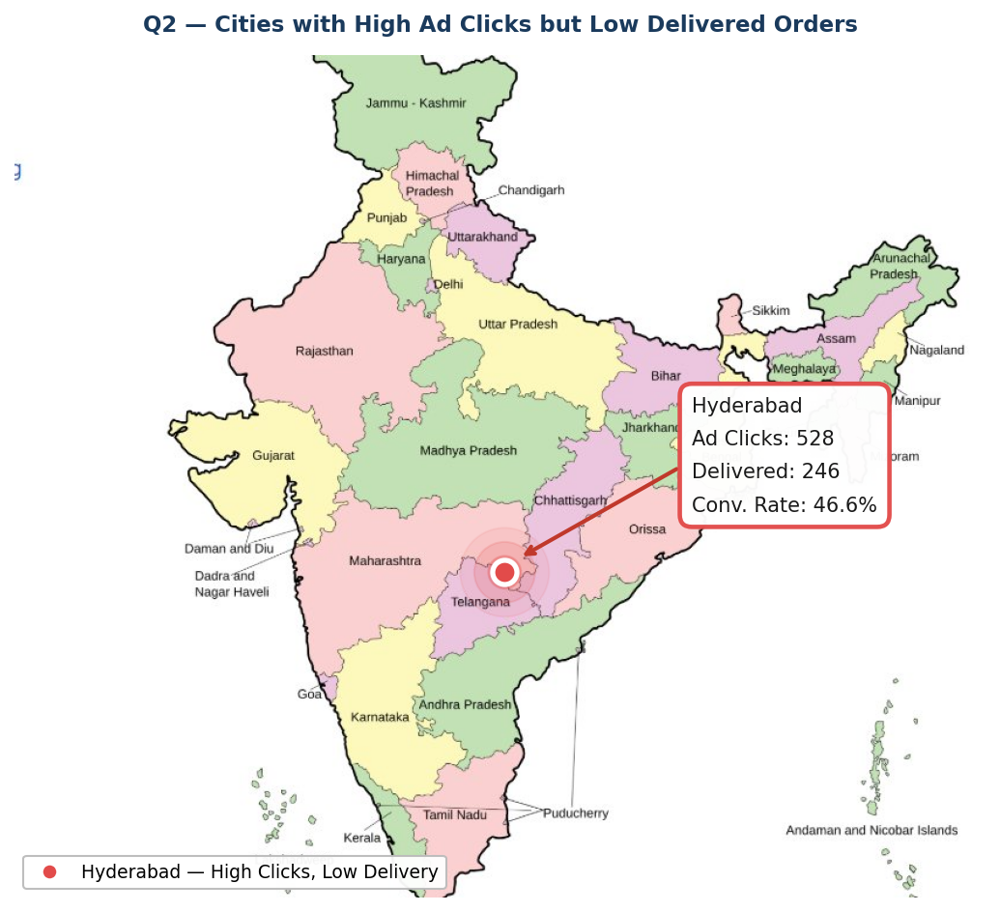 Q2 — Cities with High Ad Clicks but Low Delivered Orders
Jammu - Kashmir
g
Himachal
Pradesh
Chandigarh
Punjab
Uttarakhand
Haryana
Arunachal
Pradesh
Delhi
Sikkim
Uttar Pradesh
Assam
Rajasthan
Nagaland
Meghalaya
Bihar
Manipur
Hyderabad
Ad Clicks: 528
Delivered: 246
Conv. Rate: 46.6%
Jharkhand
Madhya Pradesh
Gujarat
oram
Chhattisgarh
Orissa
Daman and Diu
Maharashtra
Dadra and
Nagar Haveli
Telangana
Goa
Andhra Pradesh
Karnataka
Tamil Nadu
Puducherry
Andaman and Nicobar Islands
Kerala
Hyderabad — High Clicks, Low Delivery